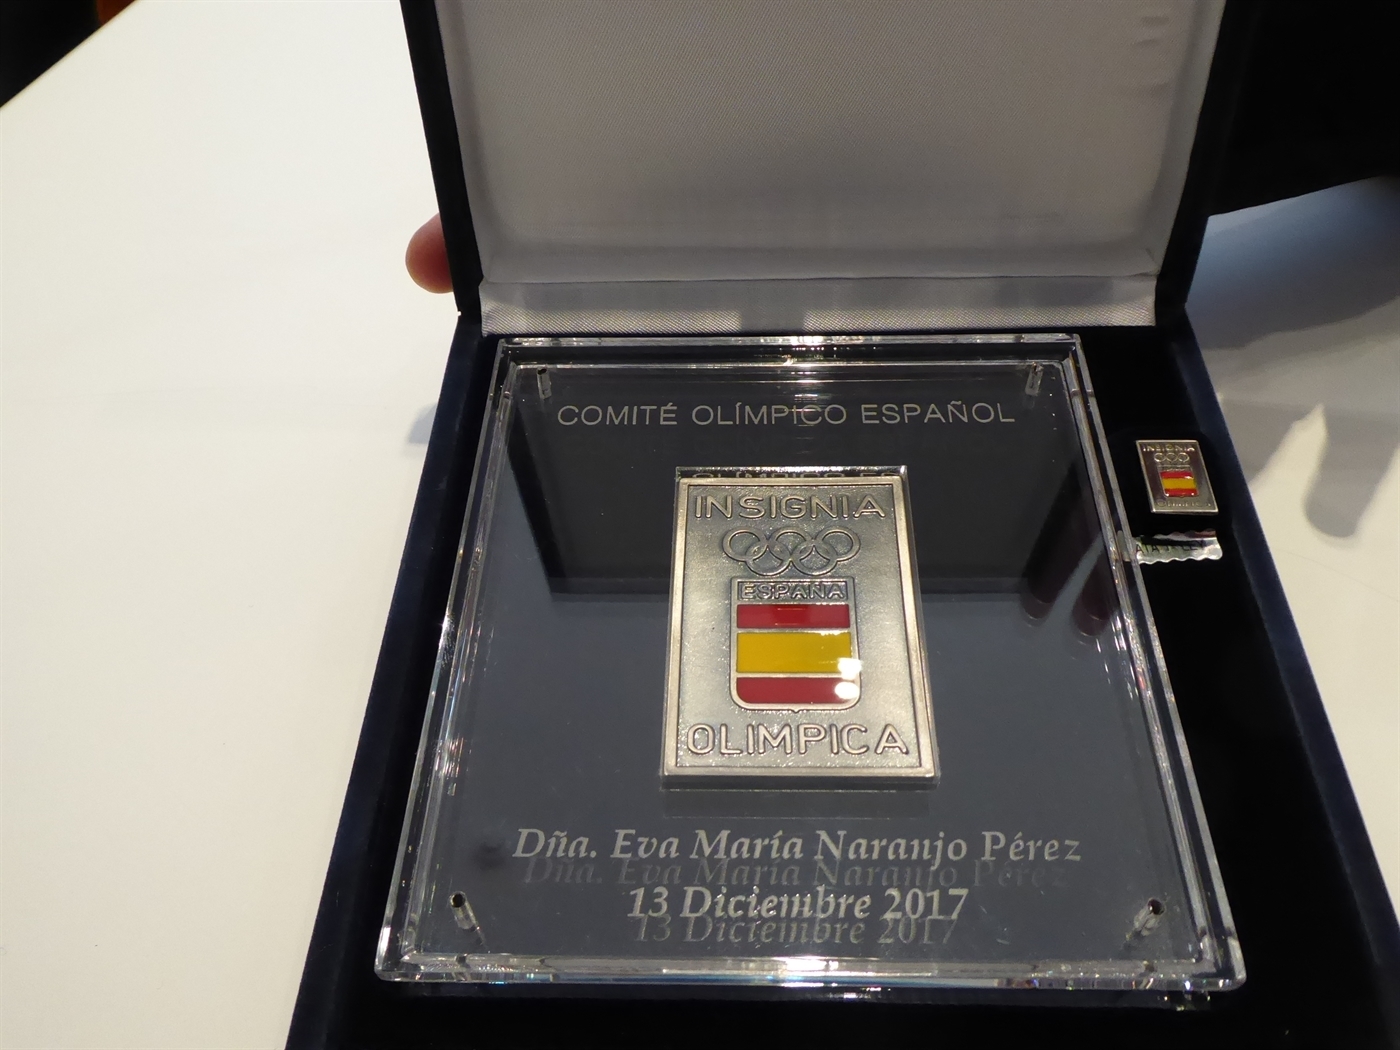 COMITÉ OLÍMPICO ESPAÑOL
INSIGNIA
ESPAÑA
OLIMPICA
Dña. Eva María Naranjo Pérez
13 Diciembre 2017
INSIGNIA